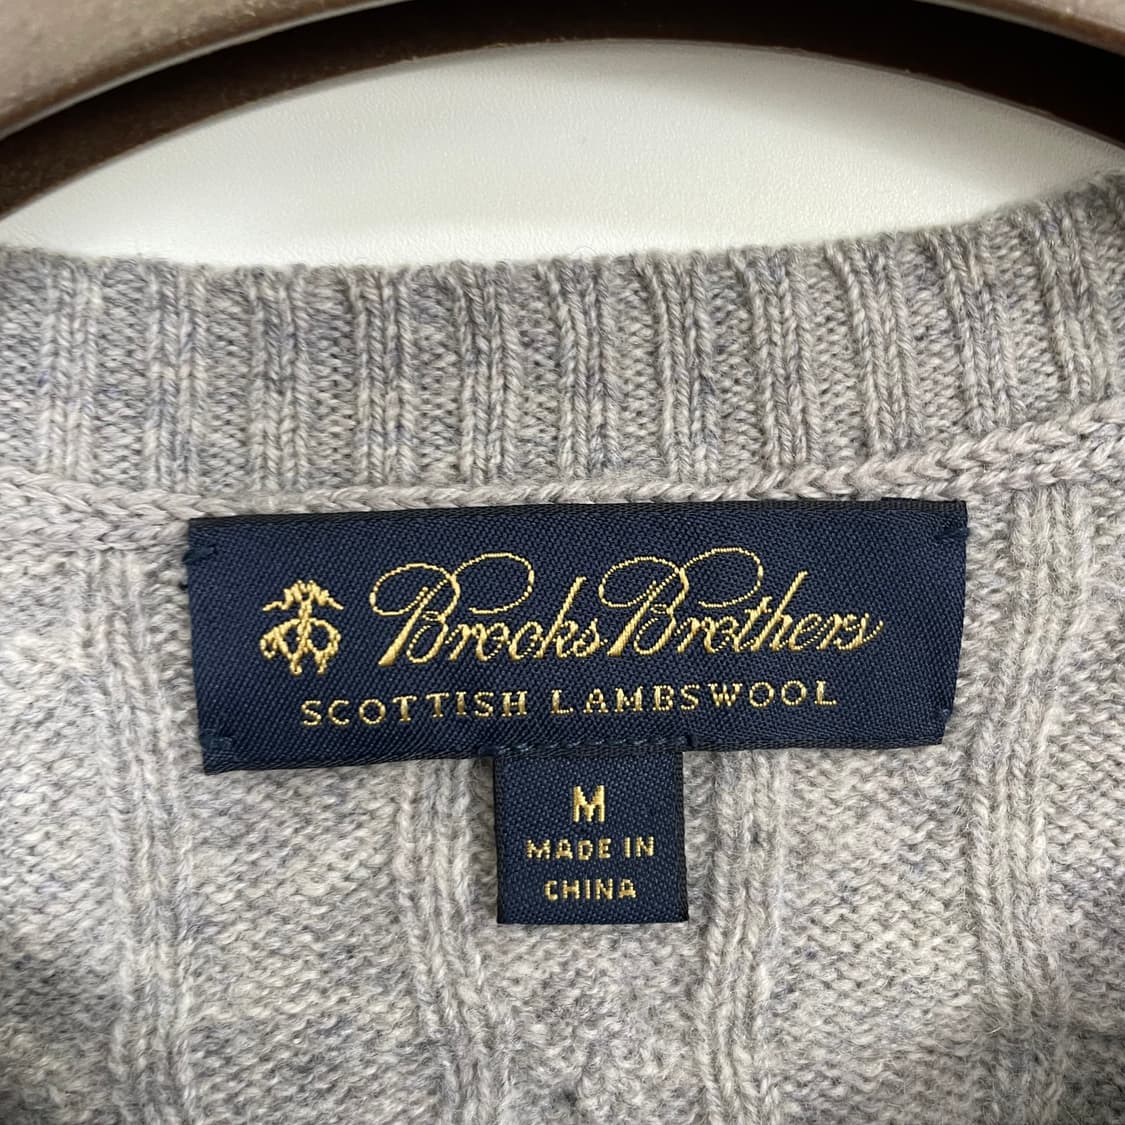 Brooks Brothers
SCOTTISH LAMBSWOOL
M
MADE IN
CHINA